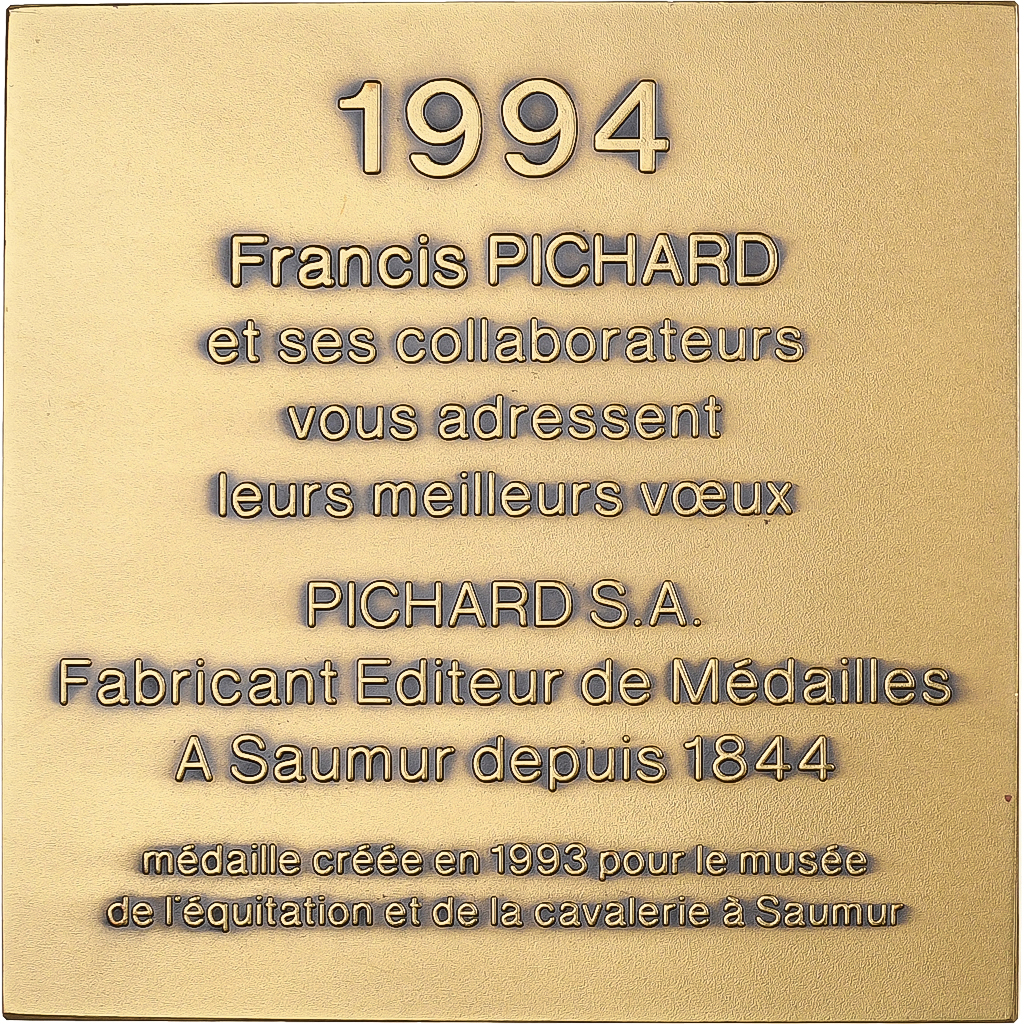 1994
Francis PICHARD
et ses collaborateurs
vous adressent
leurs meilleurs vœux
PICHARD S.A.
Fabricant Editeur de Médailles
A Saumur depuis 1844
médaille créée en 1993 pour le musée
de l'équitation et de la cavalerie à Saumur